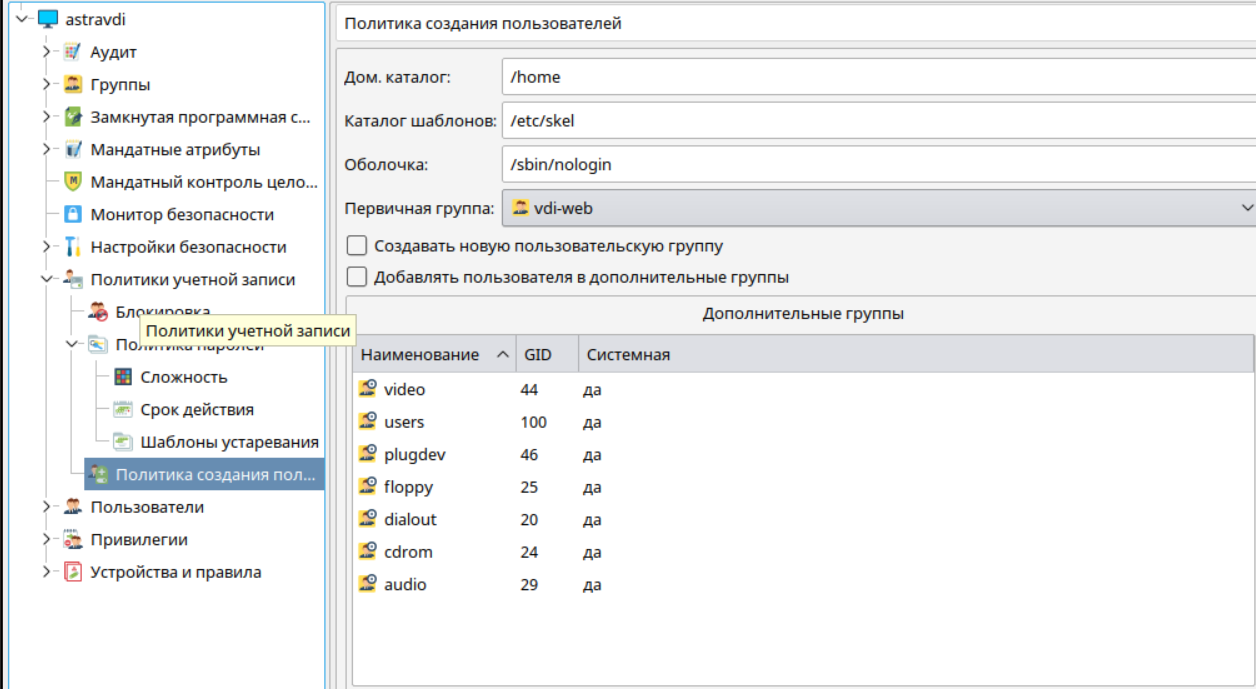 astravdi
Аудит
Группы
Замкнутая программная с...
Мандатные атрибуты
Мандатный контроль цело...
Монитор безопасности
Настройки безопасности
Политики учетной записи
Блокировка
Политики учетной записи
Политика паролей
Сложность
Срок действия
Шаблоны устаревания
Политика создания пол...
Пользователи
Привилегии
Устройства и правила
Политика создания пользователей
Дом. каталог: /home
Каталог шаблонов: /etc/skel
Оболочка: /sbin/nologin
Первичная группа: vdi-web
Создавать новую пользовательскую группу
Добавлять пользователя в дополнительные группы
Дополнительные группы
Наименование GID Системная
video 44 да
users 100 да
plugdev 46 да
floppy 25 да
dialout 20 да
cdrom 24 да
audio 29 да